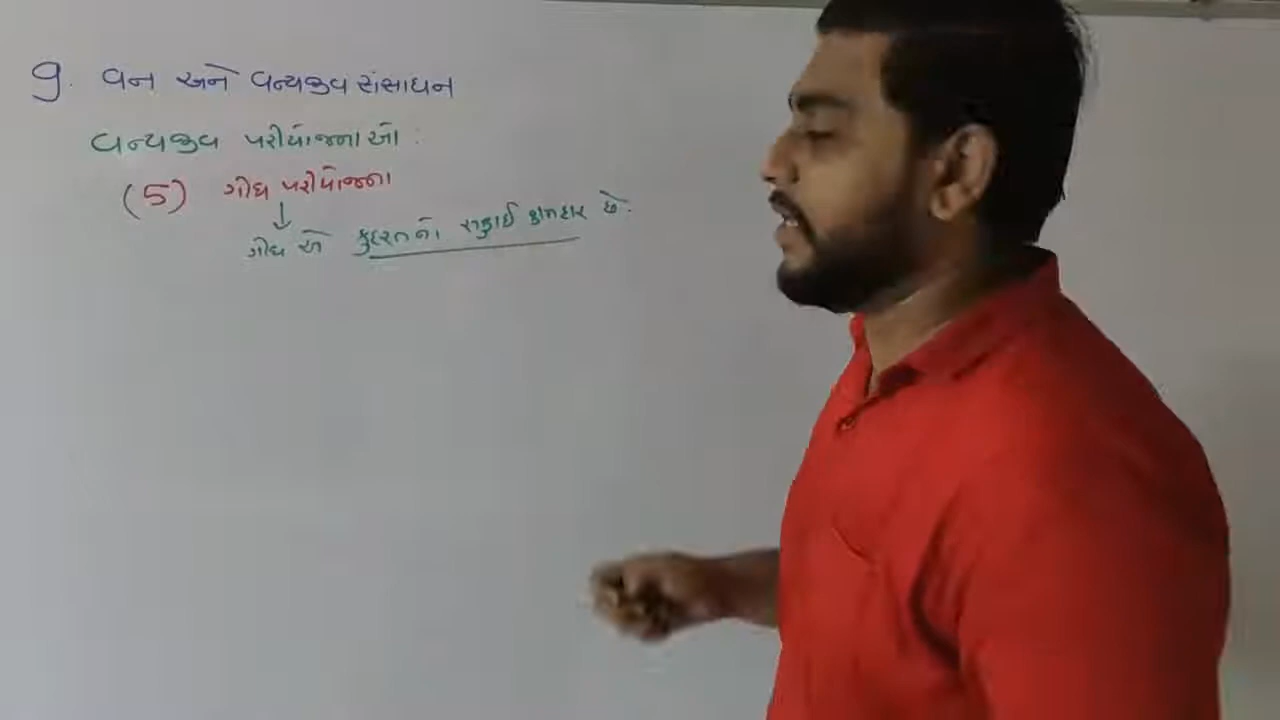 9. વન અને વન્યજીવ સંસાધન
વન્યજીવ પરીયોજનાઓ :
(5) ગીધ પરીયોજના
↓
ગીધ એ કુદરતનો સફાઈ કામદાર છે.